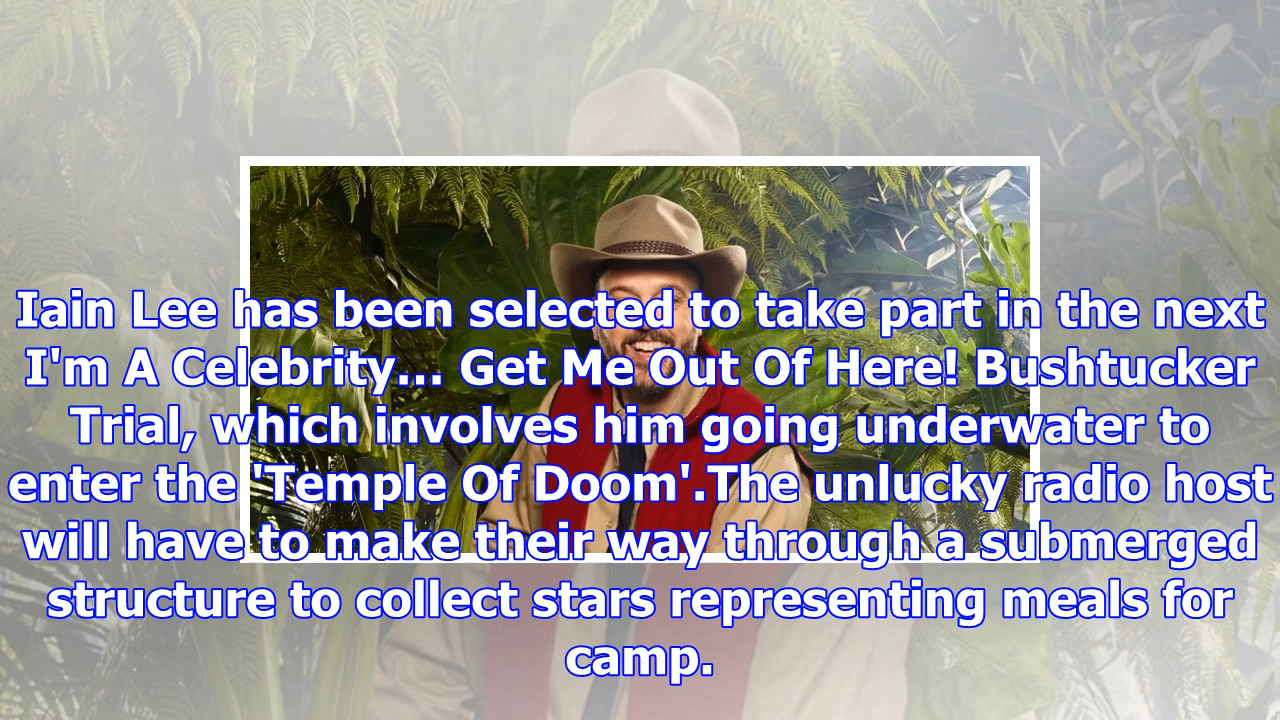 Iain Lee has been selected to take part in the next
I'm A Celebrity... Get Me Out Of Here! Bushtucker
Trial, which involves him going underwater to
enter the 'Temple Of Doom'.The unlucky radio host
will have to make their way through a submerged
structure to collect stars representing meals for
camp.